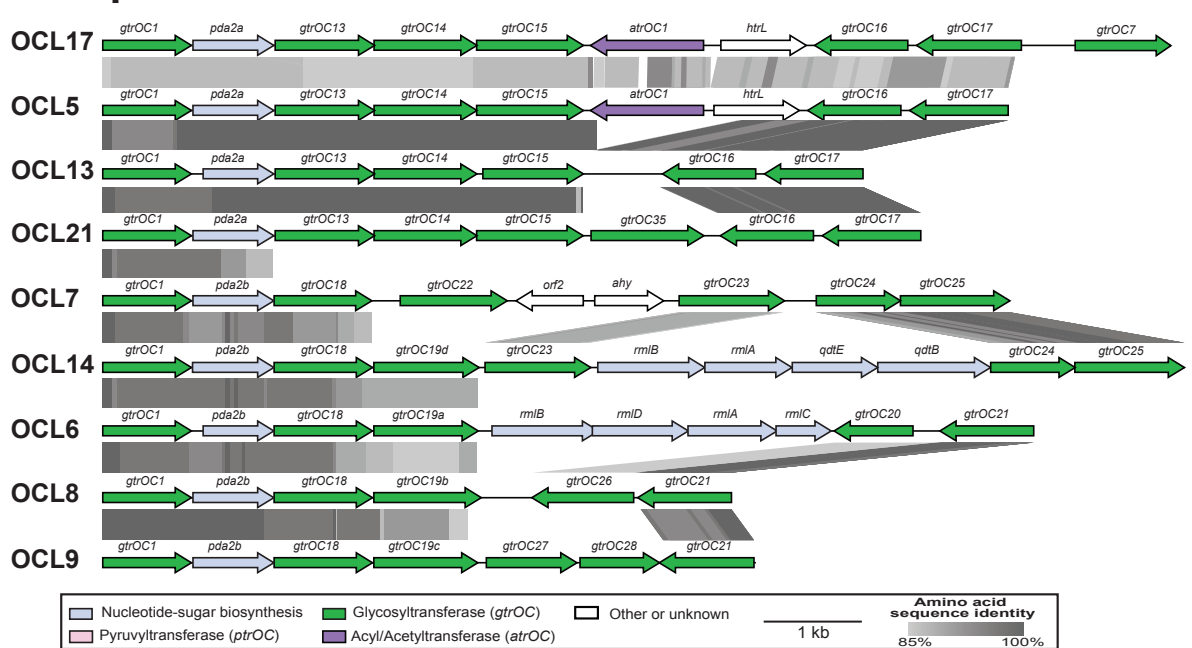 gtrOC1 pda2a gtrOC13 gtrOC14 gtrOC15 atrOC1 htrL gtrOC16 gtrOC17 gtrOC7
OCL17
gtrOC1 pda2a gtrOC13 gtrOC14 gtrOC15 atrOC1 htrL gtrOC16 gtrOC17
OCL5
gtrOC1 pda2a gtrOC13 gtrOC14 gtrOC15 gtrOC16 gtrOC17
OCL13
gtrOC1 pda2a gtrOC13 gtrOC14 gtrOC15 gtrOC35 gtrOC16 gtrOC17
OCL21
gtrOC1 pda2b gtrOC18 gtrOC22 orf2 ahy gtrOC23 gtrOC24 gtrOC25
OCL7
gtrOC1 pda2b gtrOC18 gtrOC19d gtrOC23 rmlB rmlA qdtE qdtB gtrOC24 gtrOC25
OCL14
gtrOC1 pda2b gtrOC18 gtrOC19a rmlB rmlD rmlA rmlC gtrOC20 gtrOC21
OCL6
gtrOC1 pda2b gtrOC18 gtrOC19b gtrOC26 gtrOC21
OCL8
gtrOC1 pda2b gtrOC18 gtrOC19c gtrOC27 gtrOC28 gtrOC21
OCL9
Nucleotide-sugar biosynthesis
Glycosyltransferase (gtrOC)
Other or unknown
Pyruvyltransferase (ptrOC)
Acyl/Acetyltransferase (atrOC)
1 kb
Amino acid
sequence identity
85% 100%